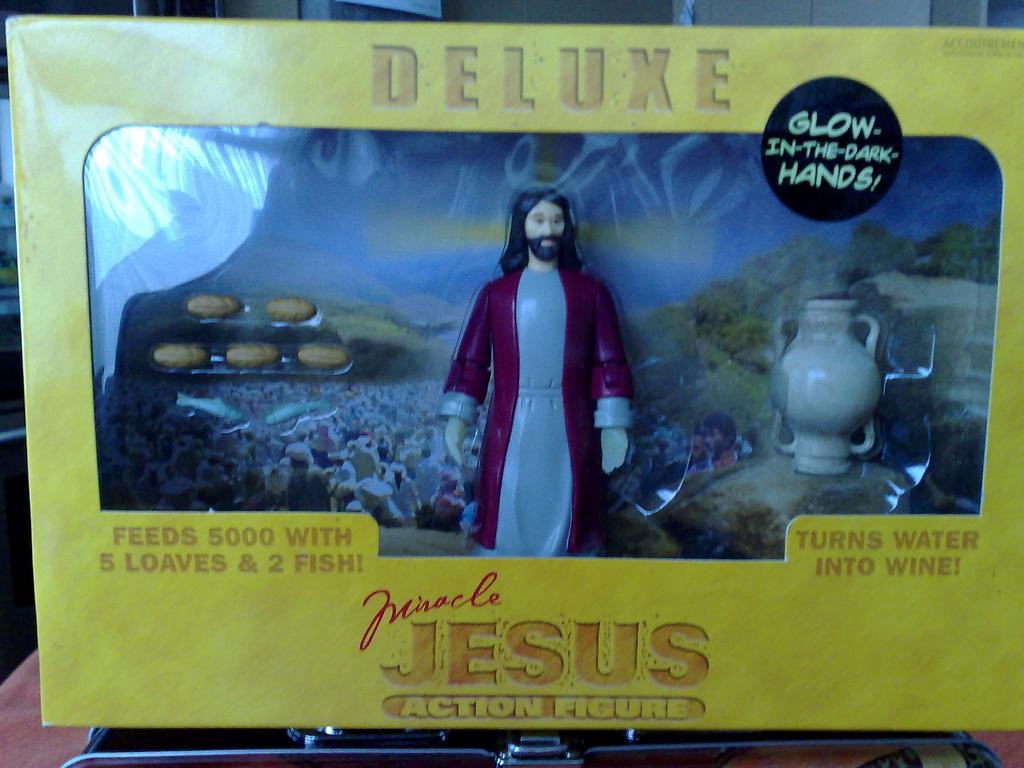 ACCOUTREMEN
DELUXE
GLOW-
IN-THE-DARK-
HANDS!
FEEDS 5000 WITH
5 LOAVES & 2 FISH!
TURNS WATER
INTO WINE!
Miracle
JESUS
ACTION FIGURE